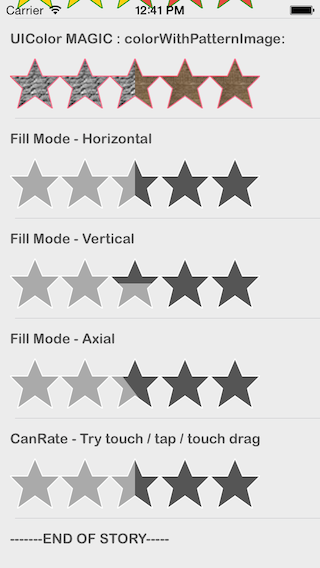 Carrier 12:41 PM
UIColor MAGIC : colorWithPatternImage:
Fill Mode - Horizontal
Fill Mode - Vertical
Fill Mode - Axial
CanRate - Try touch / tap / touch drag
-------END OF STORY-----